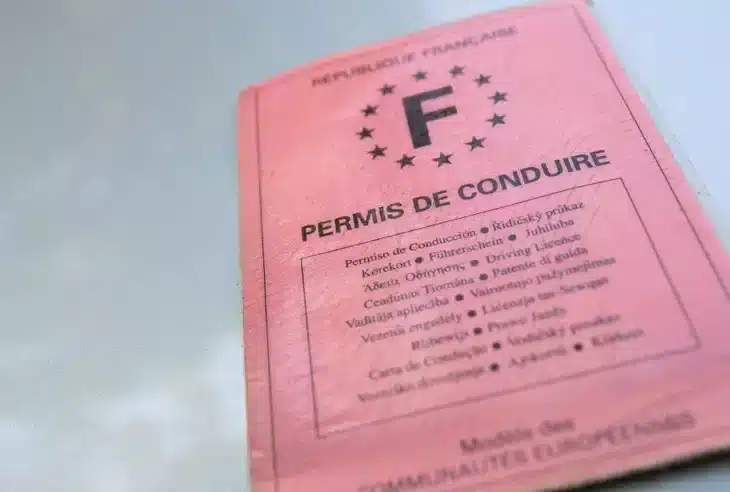 RÉPUBLIQUE FRANÇAISE
F
PERMIS DE CONDUIRE
Permiso de Conducción • Řidičský průkaz
Kørekort • Führerschein • Juhiluba
Άδεια Οδήγησης • Driving Licence
Ceadunas Tiomána • Patente di guida
Vadītāja apliecība • Vairuotojo pažymėjimas
Vezetői engedély • Liċenzja tas-Sewqan
Rijbewijs • Prawo Jazdy
Carta de Condução • Vodičský preukaz
Vozniško dovoljenje • Ajokortti • Körkort
Modèle des
COMMUNAUTÉS EUROPÉENNES